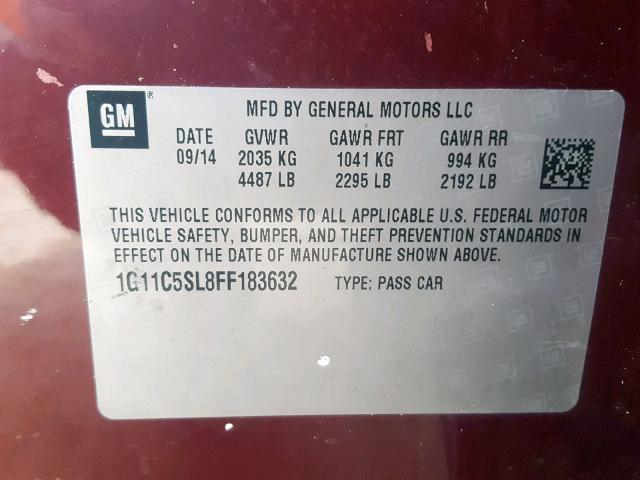 GM ® MFD BY GENERAL MOTORS LLC
DATE GVWR GAWR FRT GAWR RR
09/14 2035 KG 1041 KG 994 KG
4487 LB 2295 LB 2192 LB
THIS VEHICLE CONFORMS TO ALL APPLICABLE U.S. FEDERAL MOTOR
VEHICLE SAFETY, BUMPER, AND THEFT PREVENTION STANDARDS IN
EFFECT ON THE DATE OF MANUFACTURE SHOWN ABOVE.
1G11C5SL8FF183632 TYPE: PASS CAR